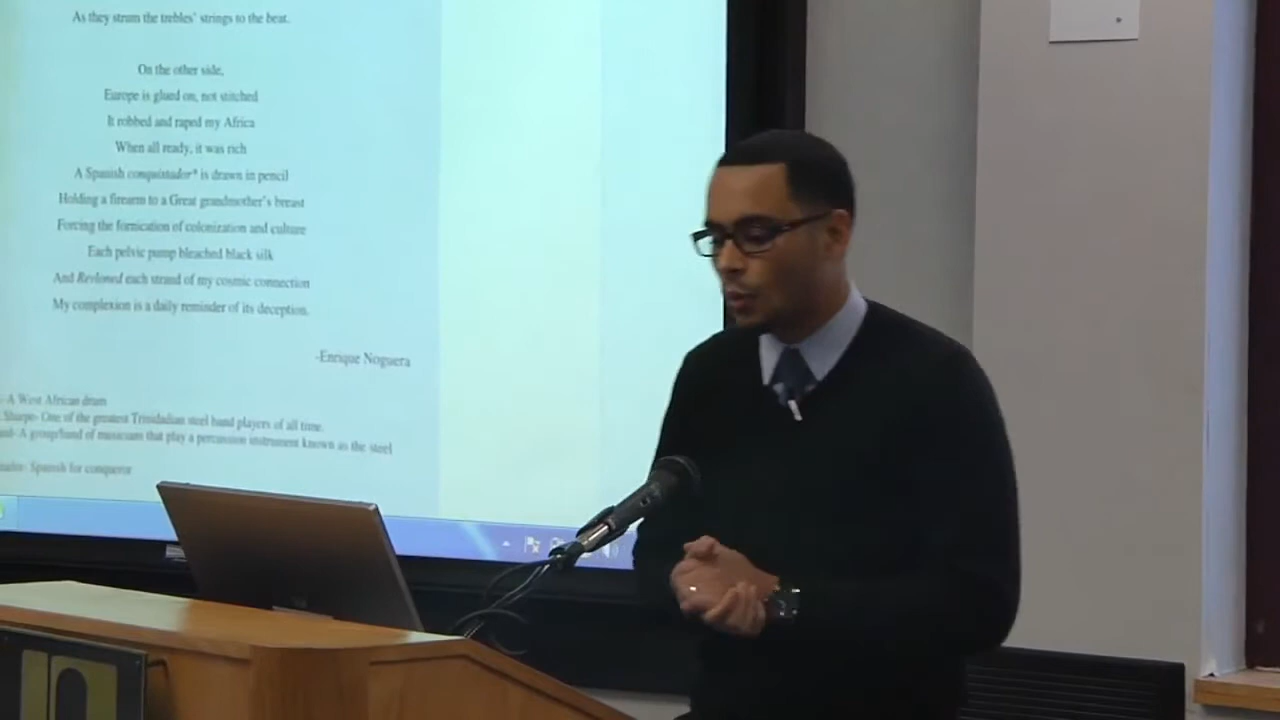 As they strum the trebles' strings to the beat.
On the other side,
Europe is glued on, not stitched
It robbed and raped my Africa
When all ready, it was rich
A Spanish conquistador* is drawn in pencil
Holding a firearm to a Great grandmother's breast
Forcing the fornication of colonization and culture
Each pelvic pump bleached black silk
And Revloned each strand of my cosmic connection
My complexion is a daily reminder of its deception.
-Enrique Noguera
- A West African drum
Sharpe- One of the greatest Trinidadian steel band players of all time.
- A group/band of musicians that play a percussion instrument known as the steel
- Spanish for conqueror